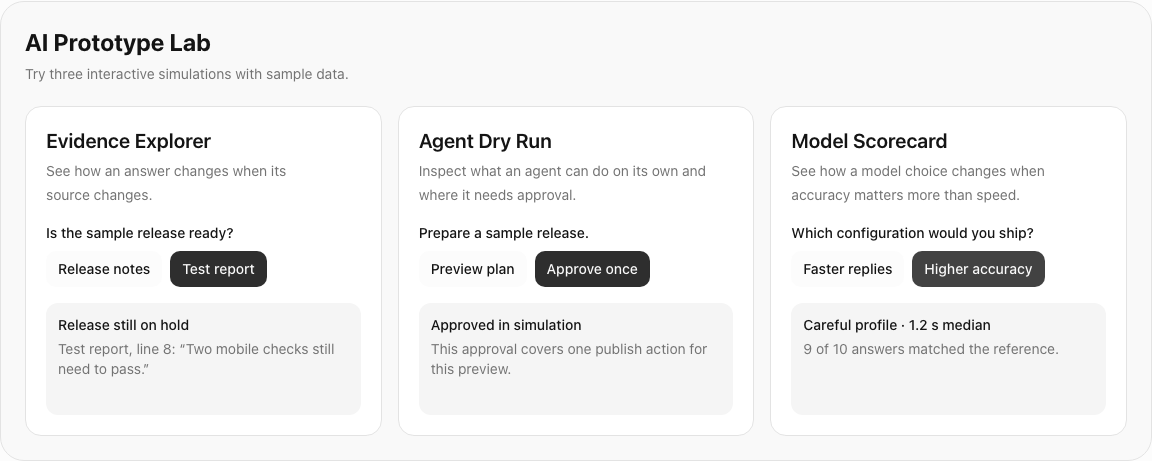 AI Prototype Lab
Try three interactive simulations with sample data.
Evidence Explorer
See how an answer changes when its
source changes.
Is the sample release ready?
Release notes
Test report
Release still on hold
Test report, line 8: “Two mobile checks still
need to pass.”
Agent Dry Run
Inspect what an agent can do on its own and
where it needs approval.
Prepare a sample release.
Preview plan
Approve once
Approved in simulation
This approval covers one publish action for
this preview.
Model Scorecard
See how a model choice changes when
accuracy matters more than speed.
Which configuration would you ship?
Faster replies
Higher accuracy
Careful profile · 1.2 s median
9 of 10 answers matched the reference.